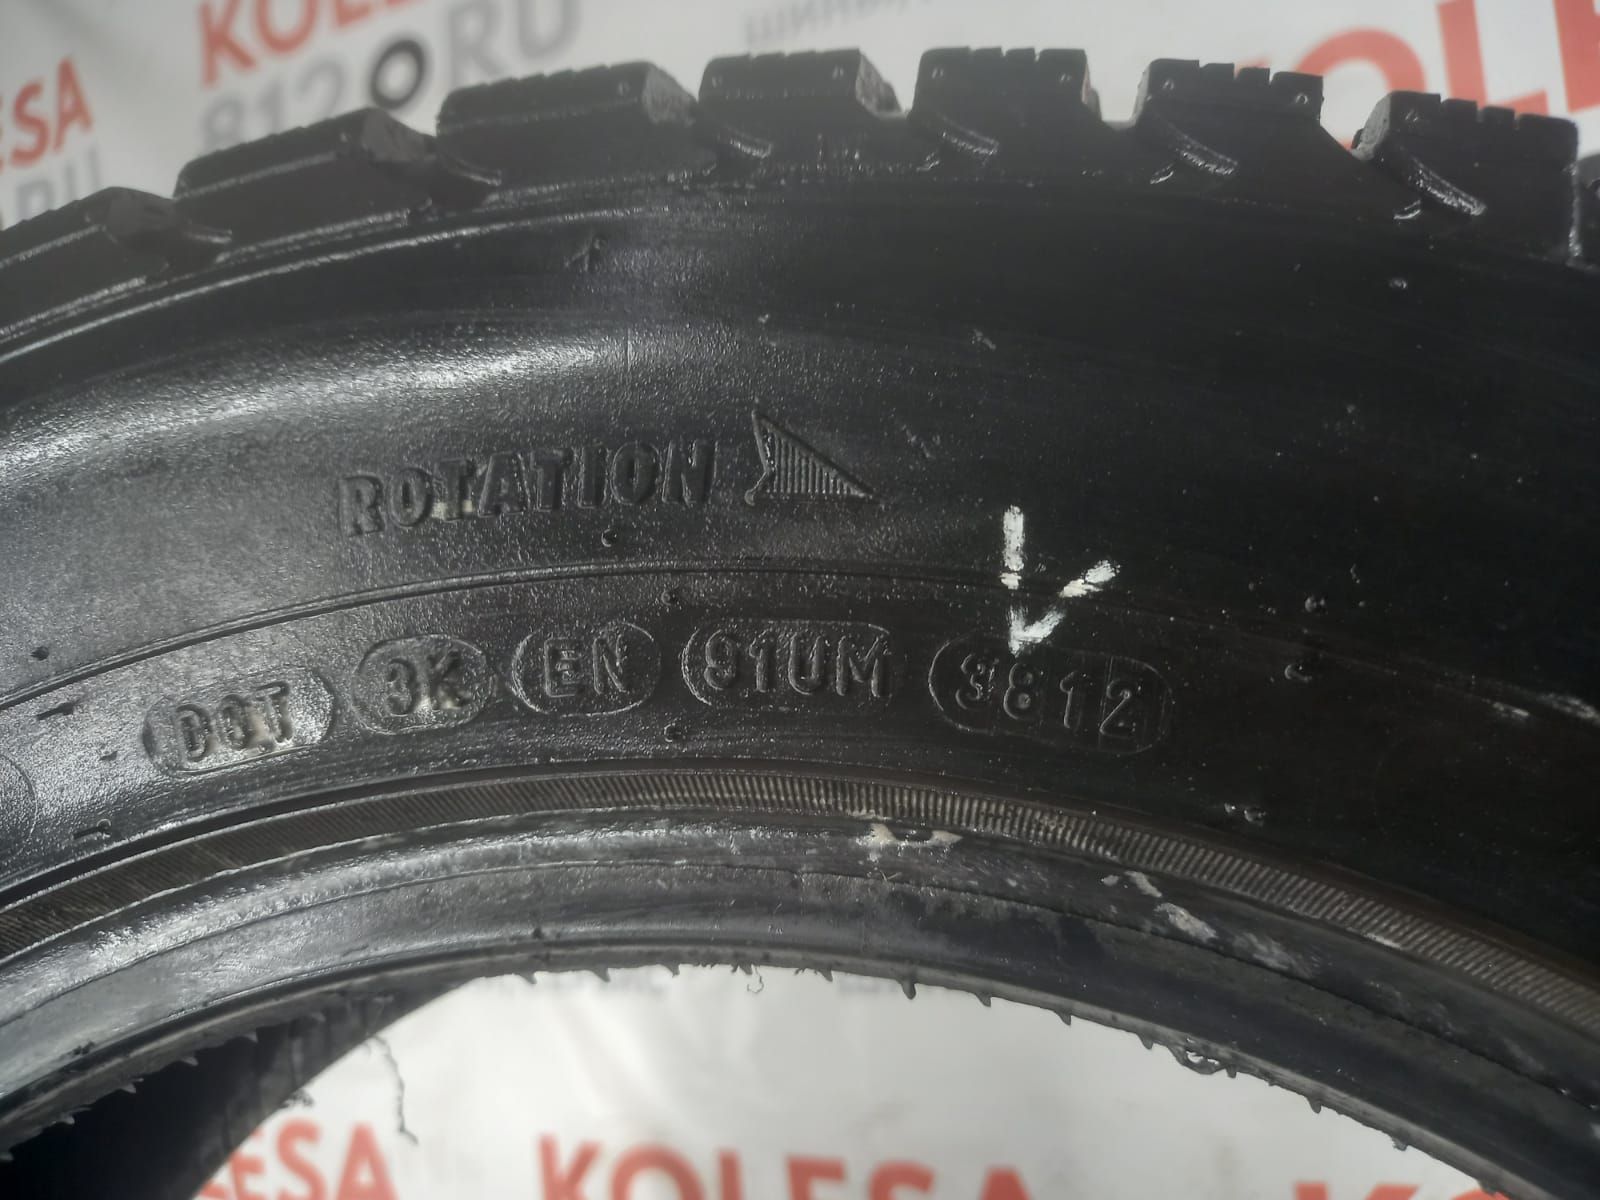 KOLESA
812.RU
ROTATION
DOT 3K EN 91UM 3812
KOLESA